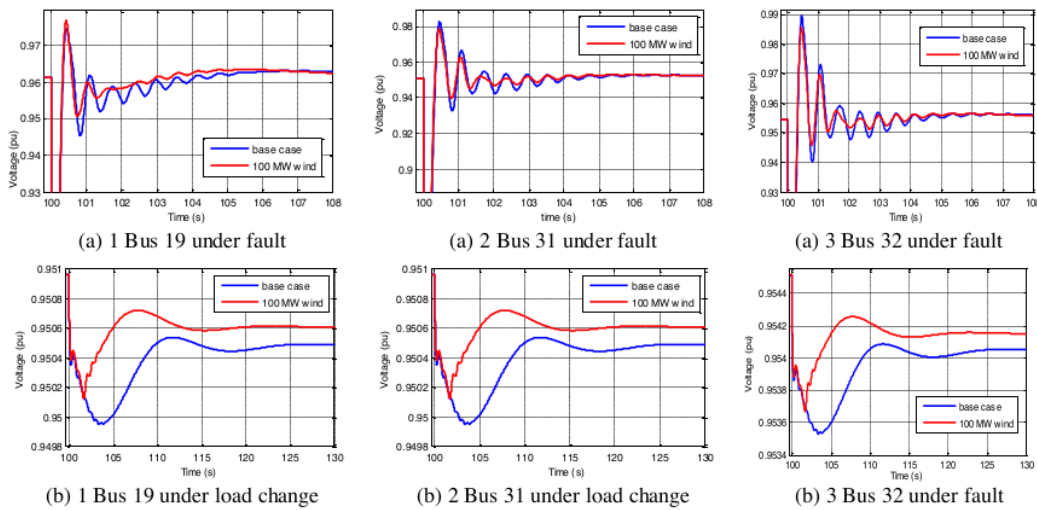 0.97
0.96
0.95
0.94
0.93
Voltage (pu)
base case
100 MW wind
100 101 102 103 104 105 106 107 108
Time (s)
(a) 1 Bus 19 under fault
0.98
0.96
0.94
0.92
0.9
Voltage (pu)
base case
100 MW wind
100 101 102 103 104 105 106 107 108
time (s)
(a) 2 Bus 31 under fault
0.99
0.98
0.97
0.96
0.95
0.94
0.93
Voltage (pu)
base case
100 MW wind
100 101 102 103 104 105 106 107 108
Time (s)
(a) 3 Bus 32 under fault
0.951
0.9508
0.9506
0.9504
0.9502
0.95
0.9498
Voltage (pu)
base case
100 MW wind
100 105 110 115 120 125 130
Time (s)
(b) 1 Bus 19 under load change
0.951
0.9508
0.9506
0.9504
0.9502
0.95
0.9498
Voltage (pu)
base case
100 MW wind
100 105 110 115 120 125 130
Time (s)
(b) 2 Bus 31 under load change
0.9544
0.9542
0.954
0.9538
0.9536
0.9534
Voltage (pu)
base case
100 MW wind
100 105 110 115 120 125 130
Time (s)
(b) 3 Bus 32 under fault